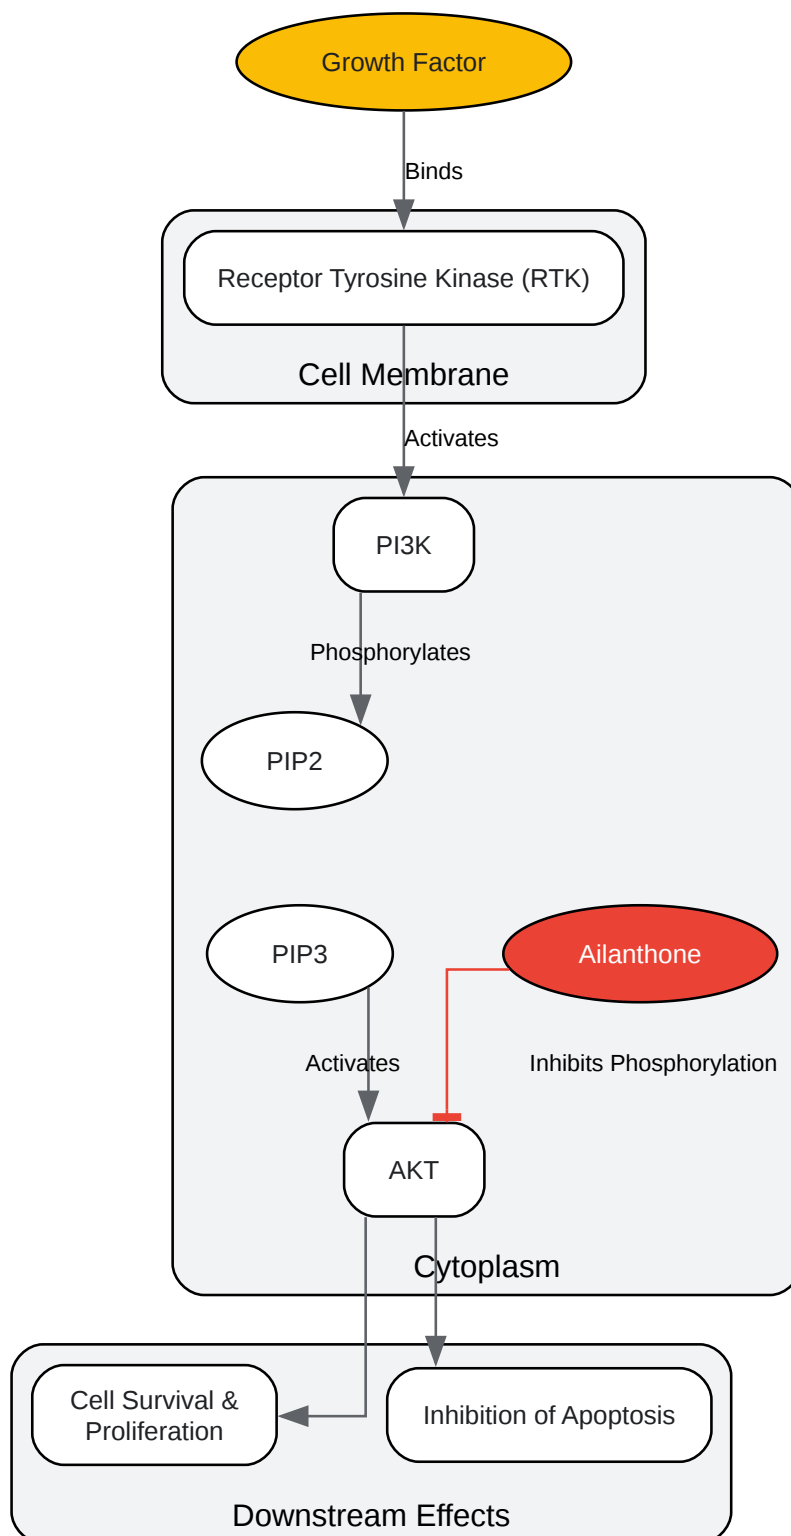 Growth Factor
Binds
Receptor Tyrosine Kinase (RTK)
Cell Membrane
Activates
PI3K
Phosphorylates
PIP2
PIP3
Ailanthone
Activates
Inhibits Phosphorylation
AKT
Cytoplasm
Cell Survival &
Proliferation
Inhibition of Apoptosis
Downstream Effects